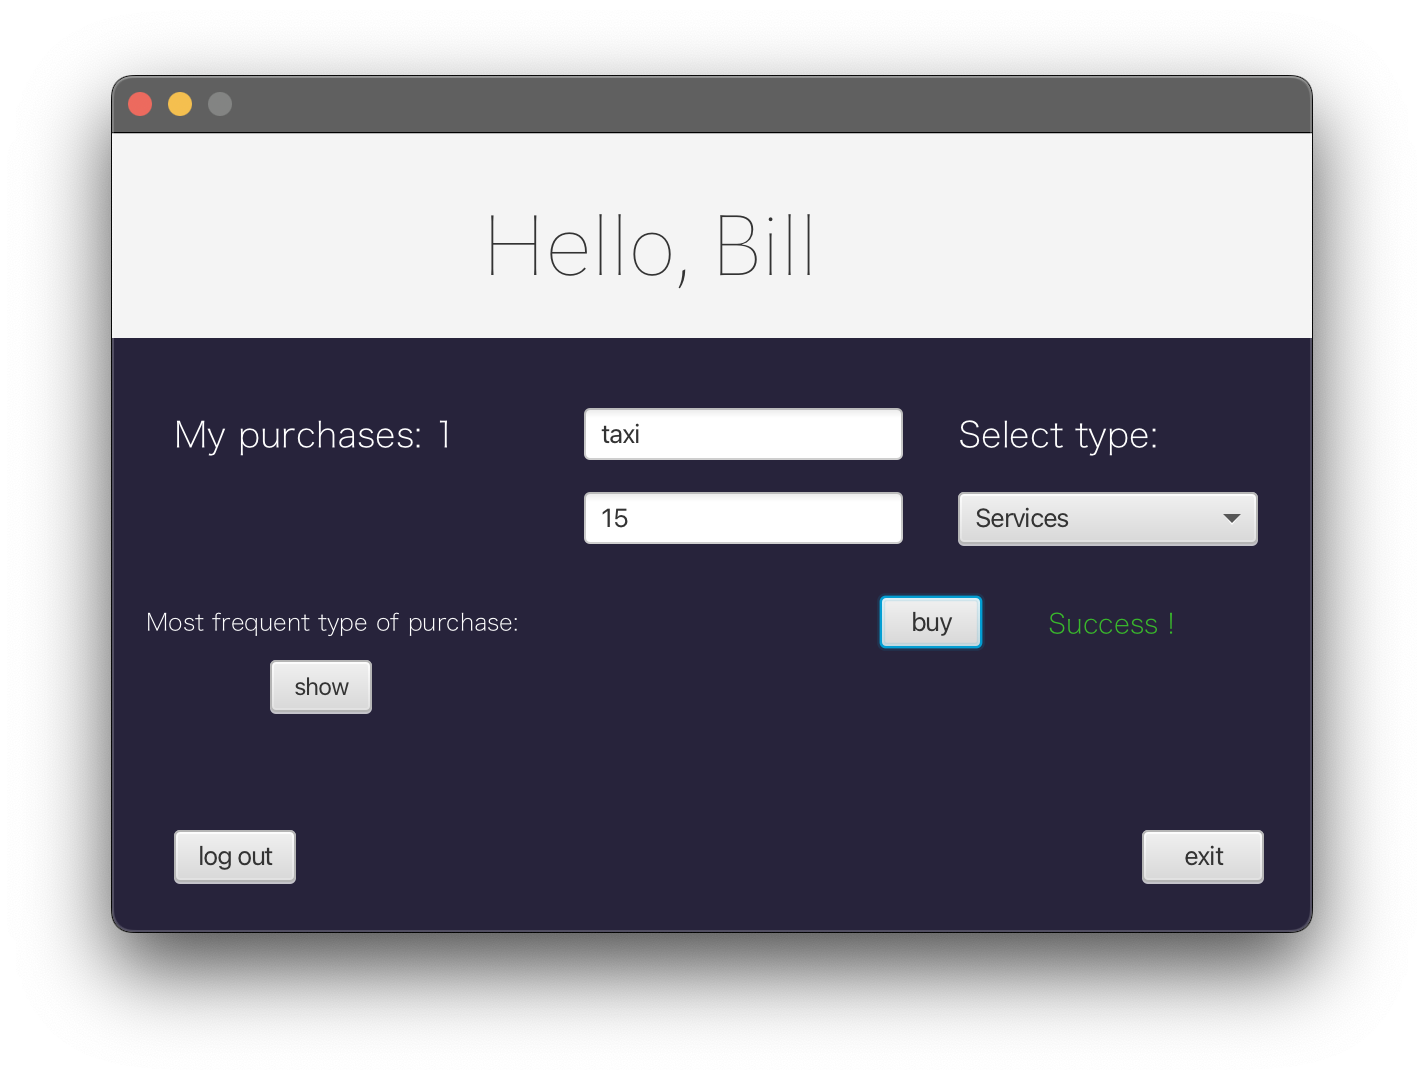 Hello, Bill
My purchases: 1
taxi
Select type:
15
Services
Most frequent type of purchase:
buy
Success !
show
log out
exit